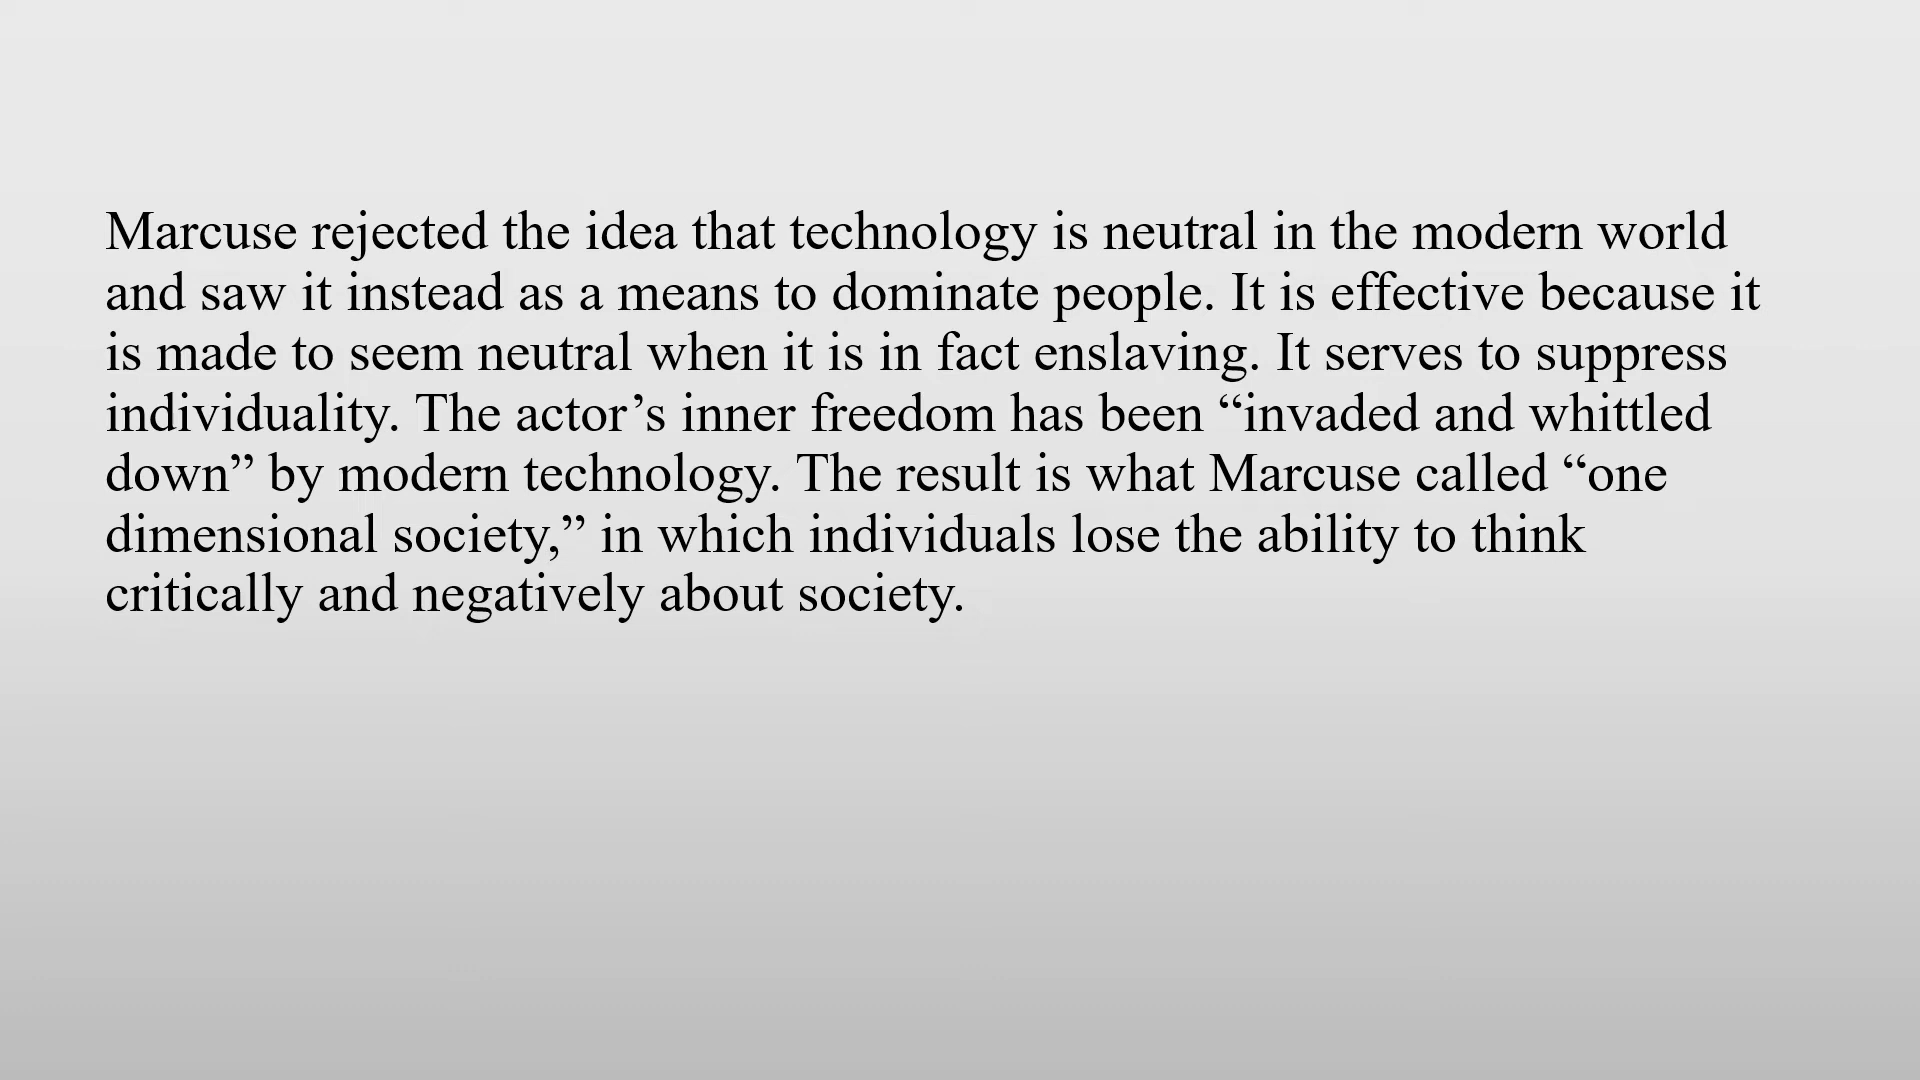 Marcuse rejected the idea that technology is neutral in the modern world
and saw it instead as a means to dominate people. It is effective because it
is made to seem neutral when it is in fact enslaving. It serves to suppress
individuality. The actor’s inner freedom has been “invaded and whittled
down” by modern technology. The result is what Marcuse called “one
dimensional society,” in which individuals lose the ability to think
critically and negatively about society.